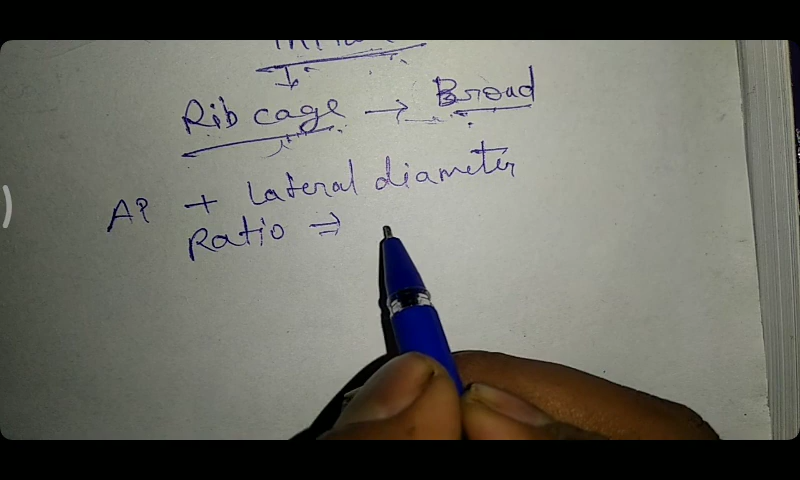 Rib cage → Broad
AP + Lateral diameter
Ratio ⇒